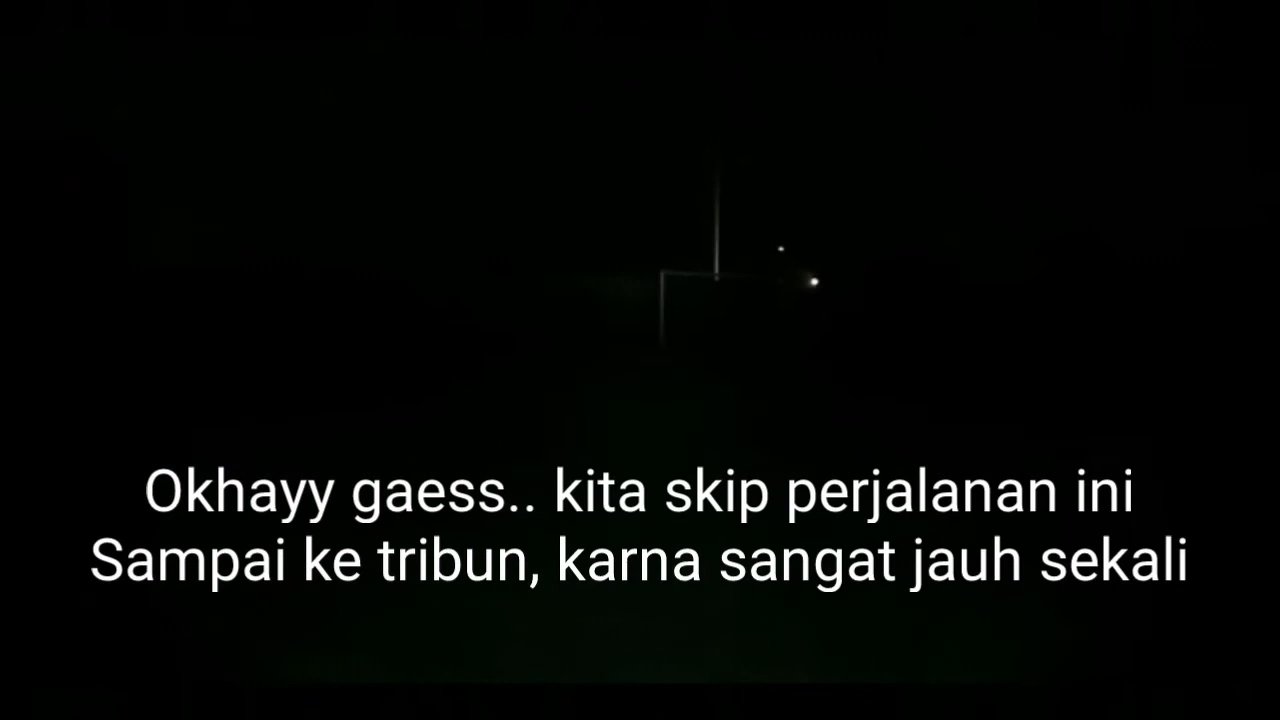 Okhayy gaess.. kita skip perjalanan ini
Sampai ke tribun, karna sangat jauh sekali